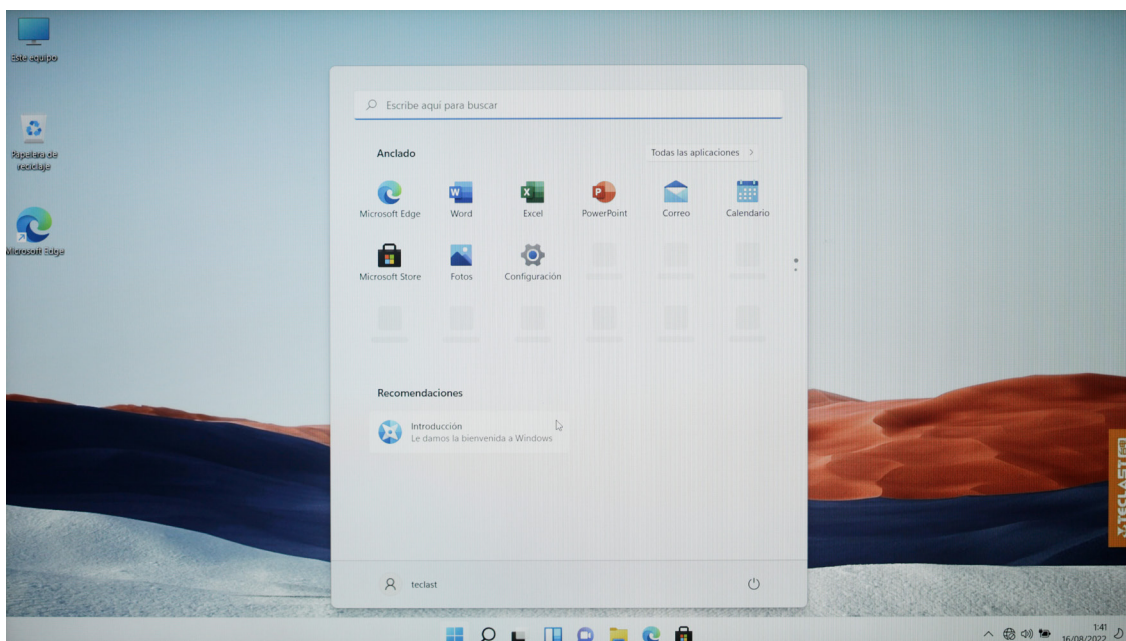 Este equipo
Papelera de
reciclaje
Microsoft Edge
Escribe aquí para buscar
Anclado
Todas las aplicaciones
Microsoft Edge
Word
Excel
PowerPoint
Correo
Calendario
Microsoft Store
Fotos
Configuración
Recomendaciones
Introducción
Le damos la bienvenida a Windows
teclast
TECLAST
1:41
16/08/2022